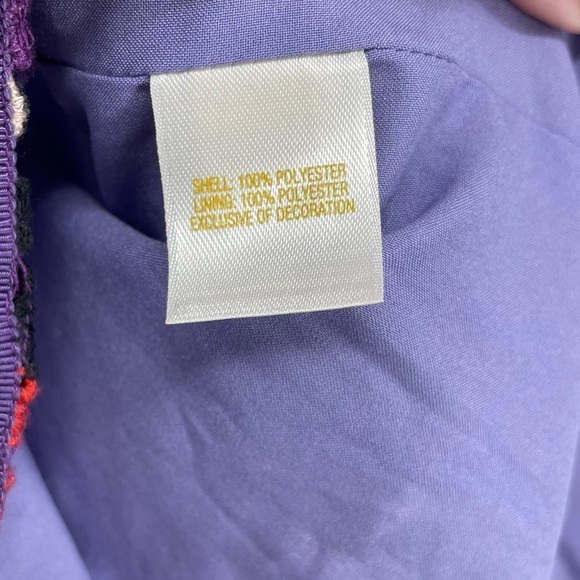 SHELL: 100% POLYESTER
LINING: 100% POLYESTER
EXCLUSIVE OF DECORATION